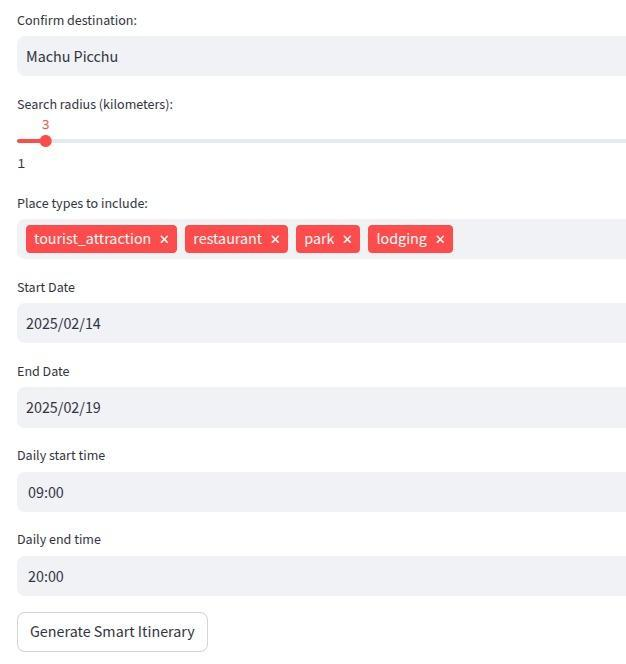 Confirm destination:
Machu Picchu
Search radius (kilometers):
3
1
Place types to include:
tourist_attraction × restaurant × park × lodging ×
Start Date
2025/02/14
End Date
2025/02/19
Daily start time
09:00
Daily end time
20:00
Generate Smart Itinerary